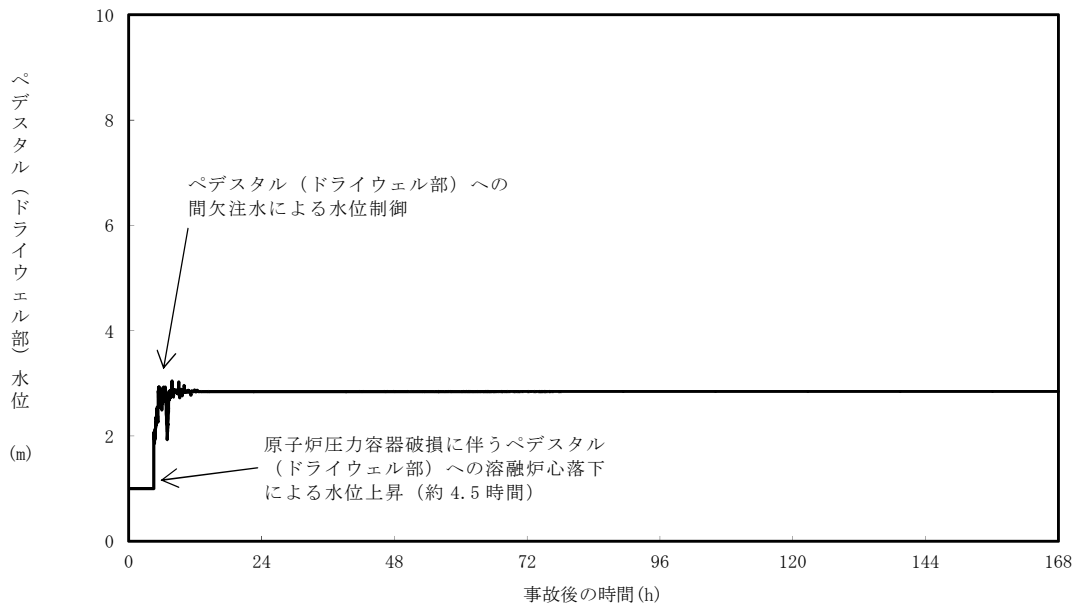 10
8
6
4
2
0
ペデスタル（ドライウェル部）水位
(m)
ペデスタル（ドライウェル部）への
間欠注水による水位制御
原子炉圧力容器破損に伴うペデスタル
（ドライウェル部）への溶融炉心落下
による水位上昇（約 4.5 時間）
0 24 48 72 96 120 144 168
事故後の時間(h)